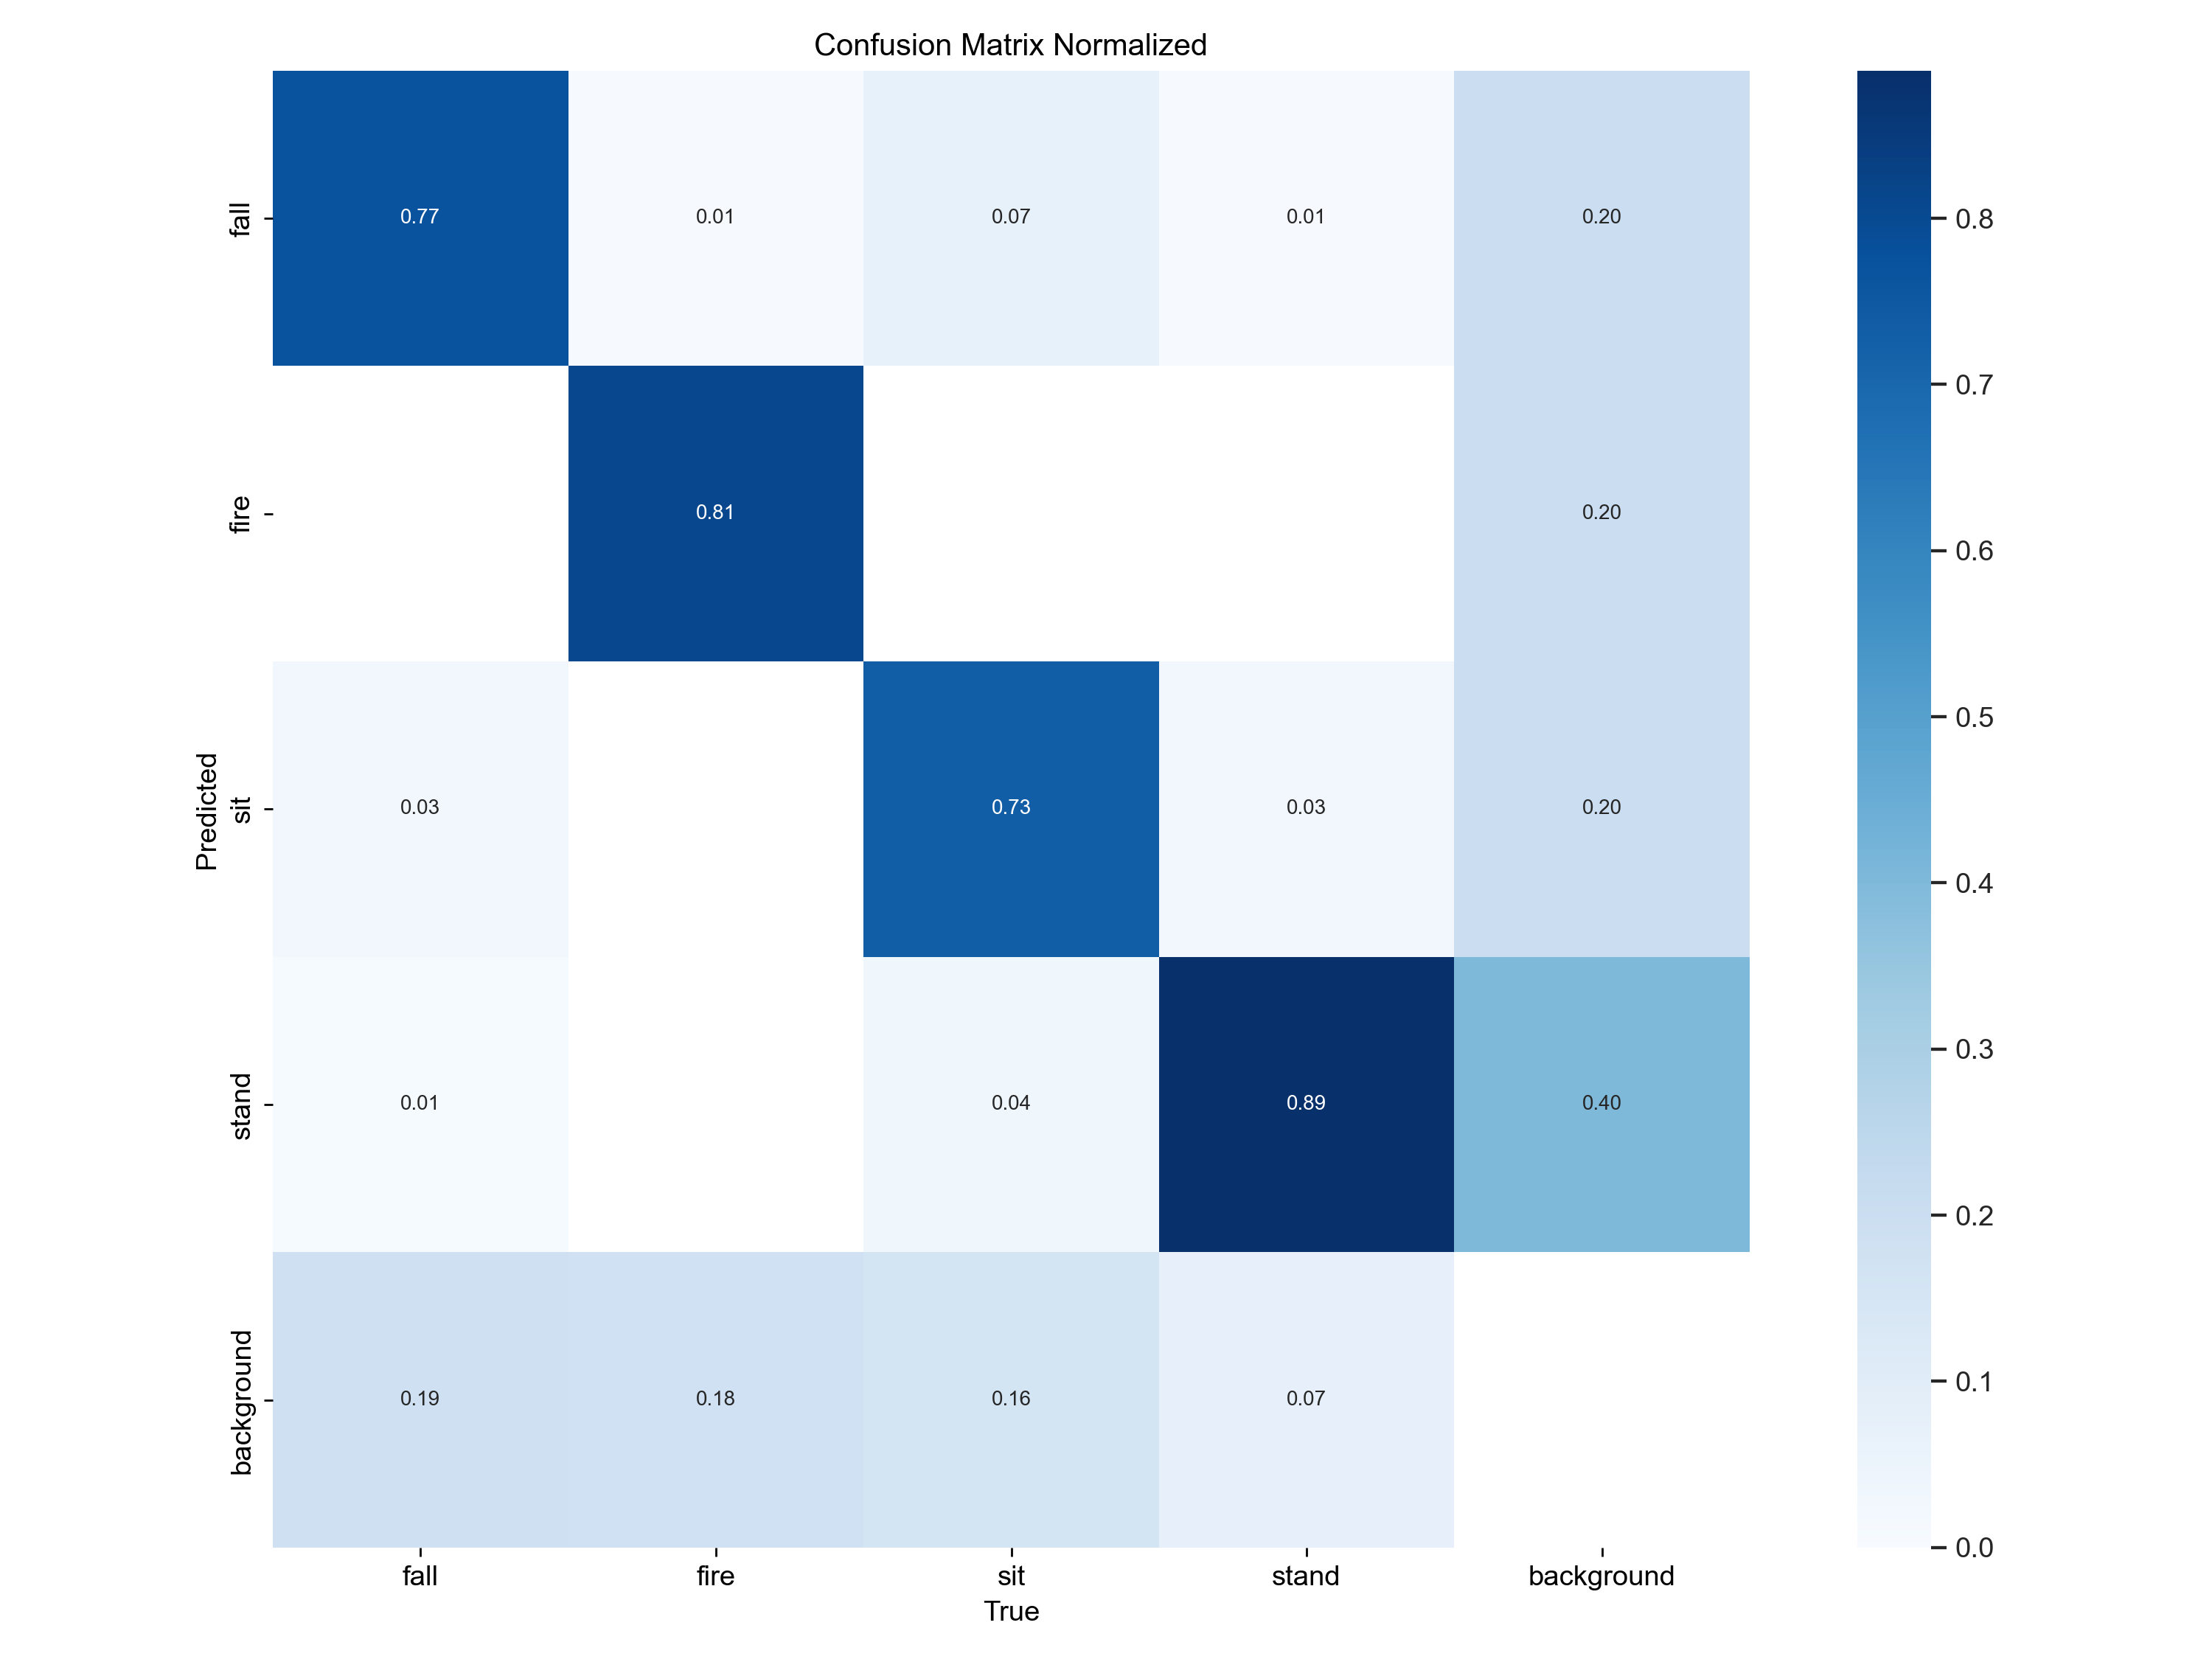 Confusion Matrix Normalized
fall
0.77
0.01
0.07
0.01
0.20
fire
0.81
0.20
Predicted
sit
0.03
0.73
0.03
0.20
stand
0.01
0.04
0.89
0.40
background
0.19
0.18
0.16
0.07
fall
fire
sit
stand
background
True
0.8
0.7
0.6
0.5
0.4
0.3
0.2
0.1
0.0